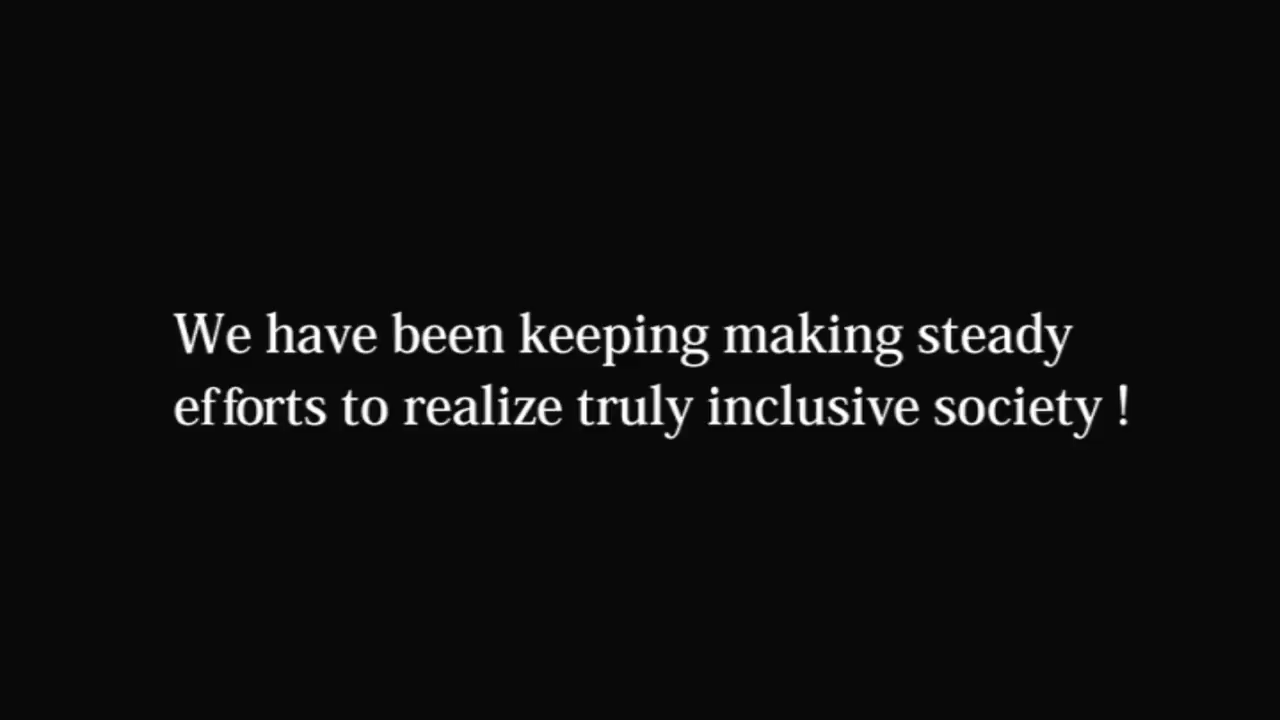 We have been keeping making steady
efforts to realize truly inclusive society !